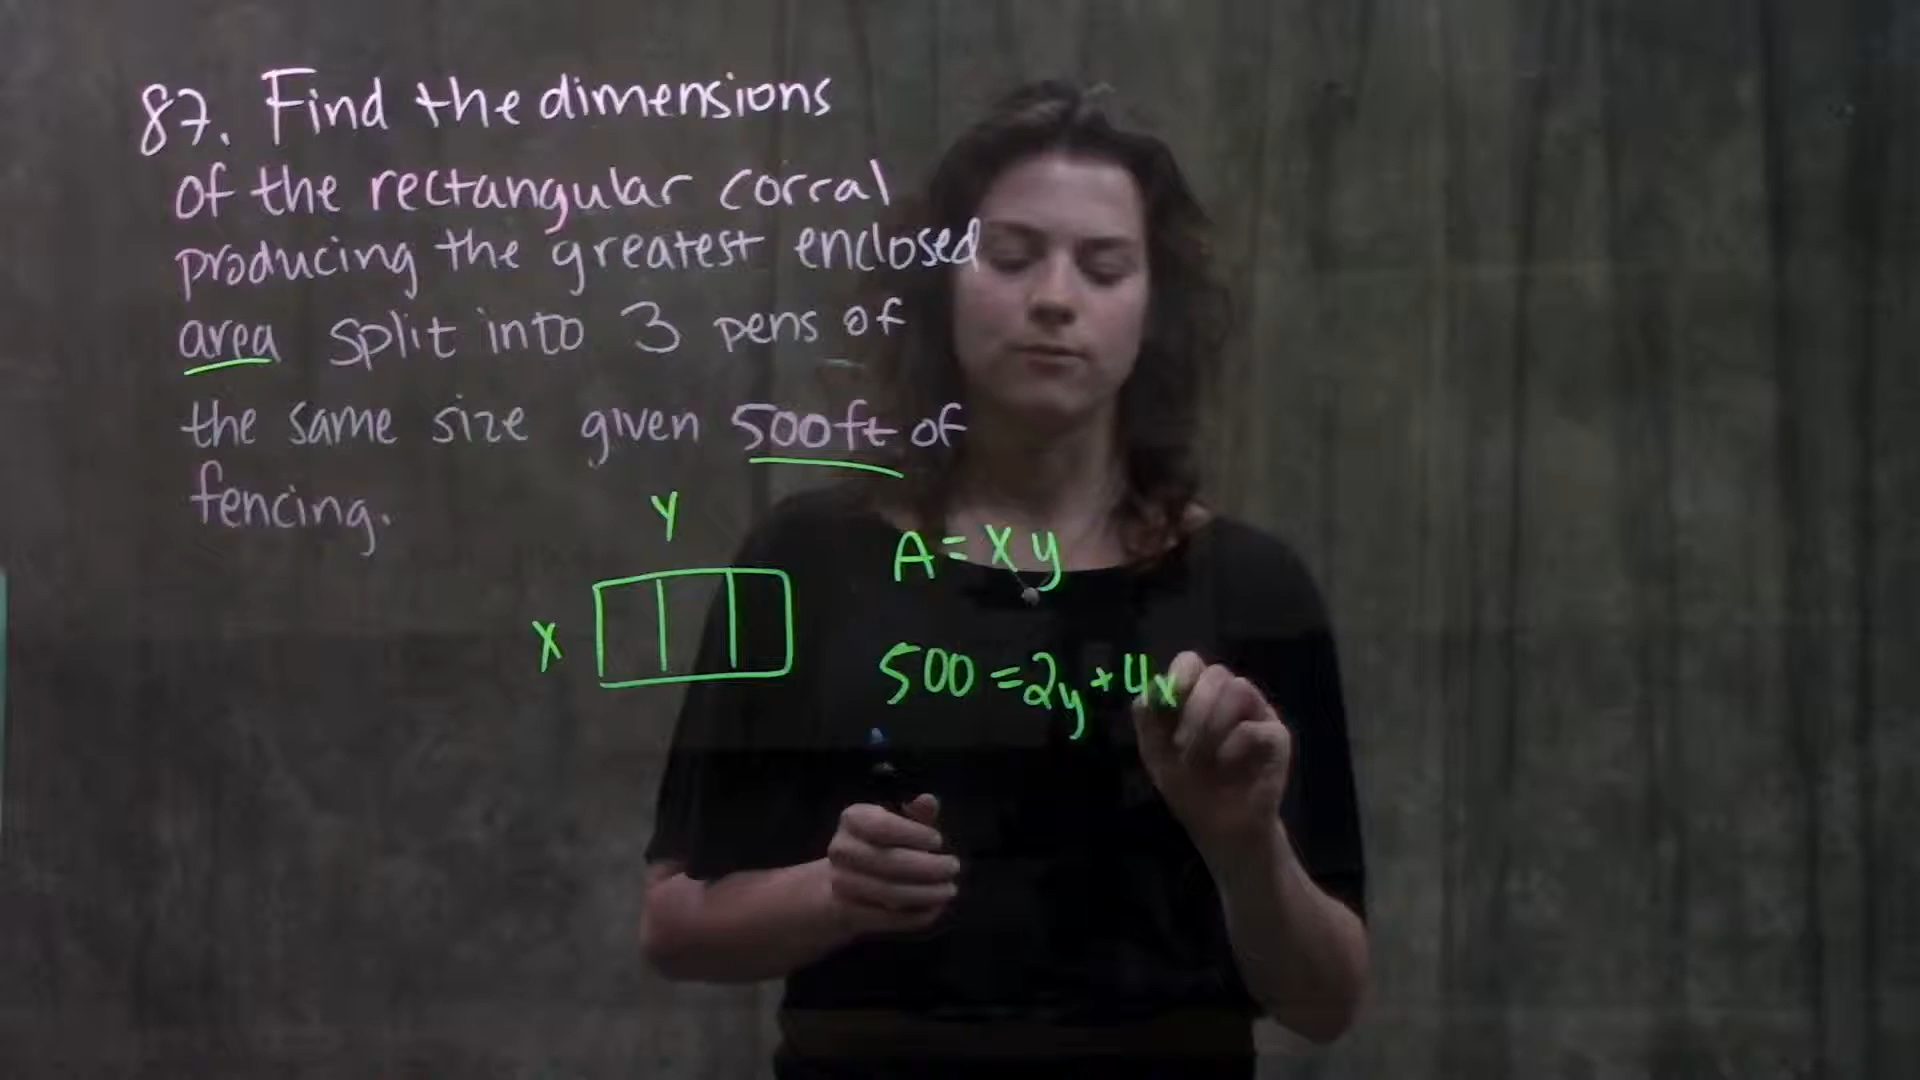 87. Find the dimensions
of the rectangular corral
producing the greatest enclosed
area split into 3 pens of
the same size given 500ft of
fencing.
Y
X
A = x y
500 = 2y + 4x